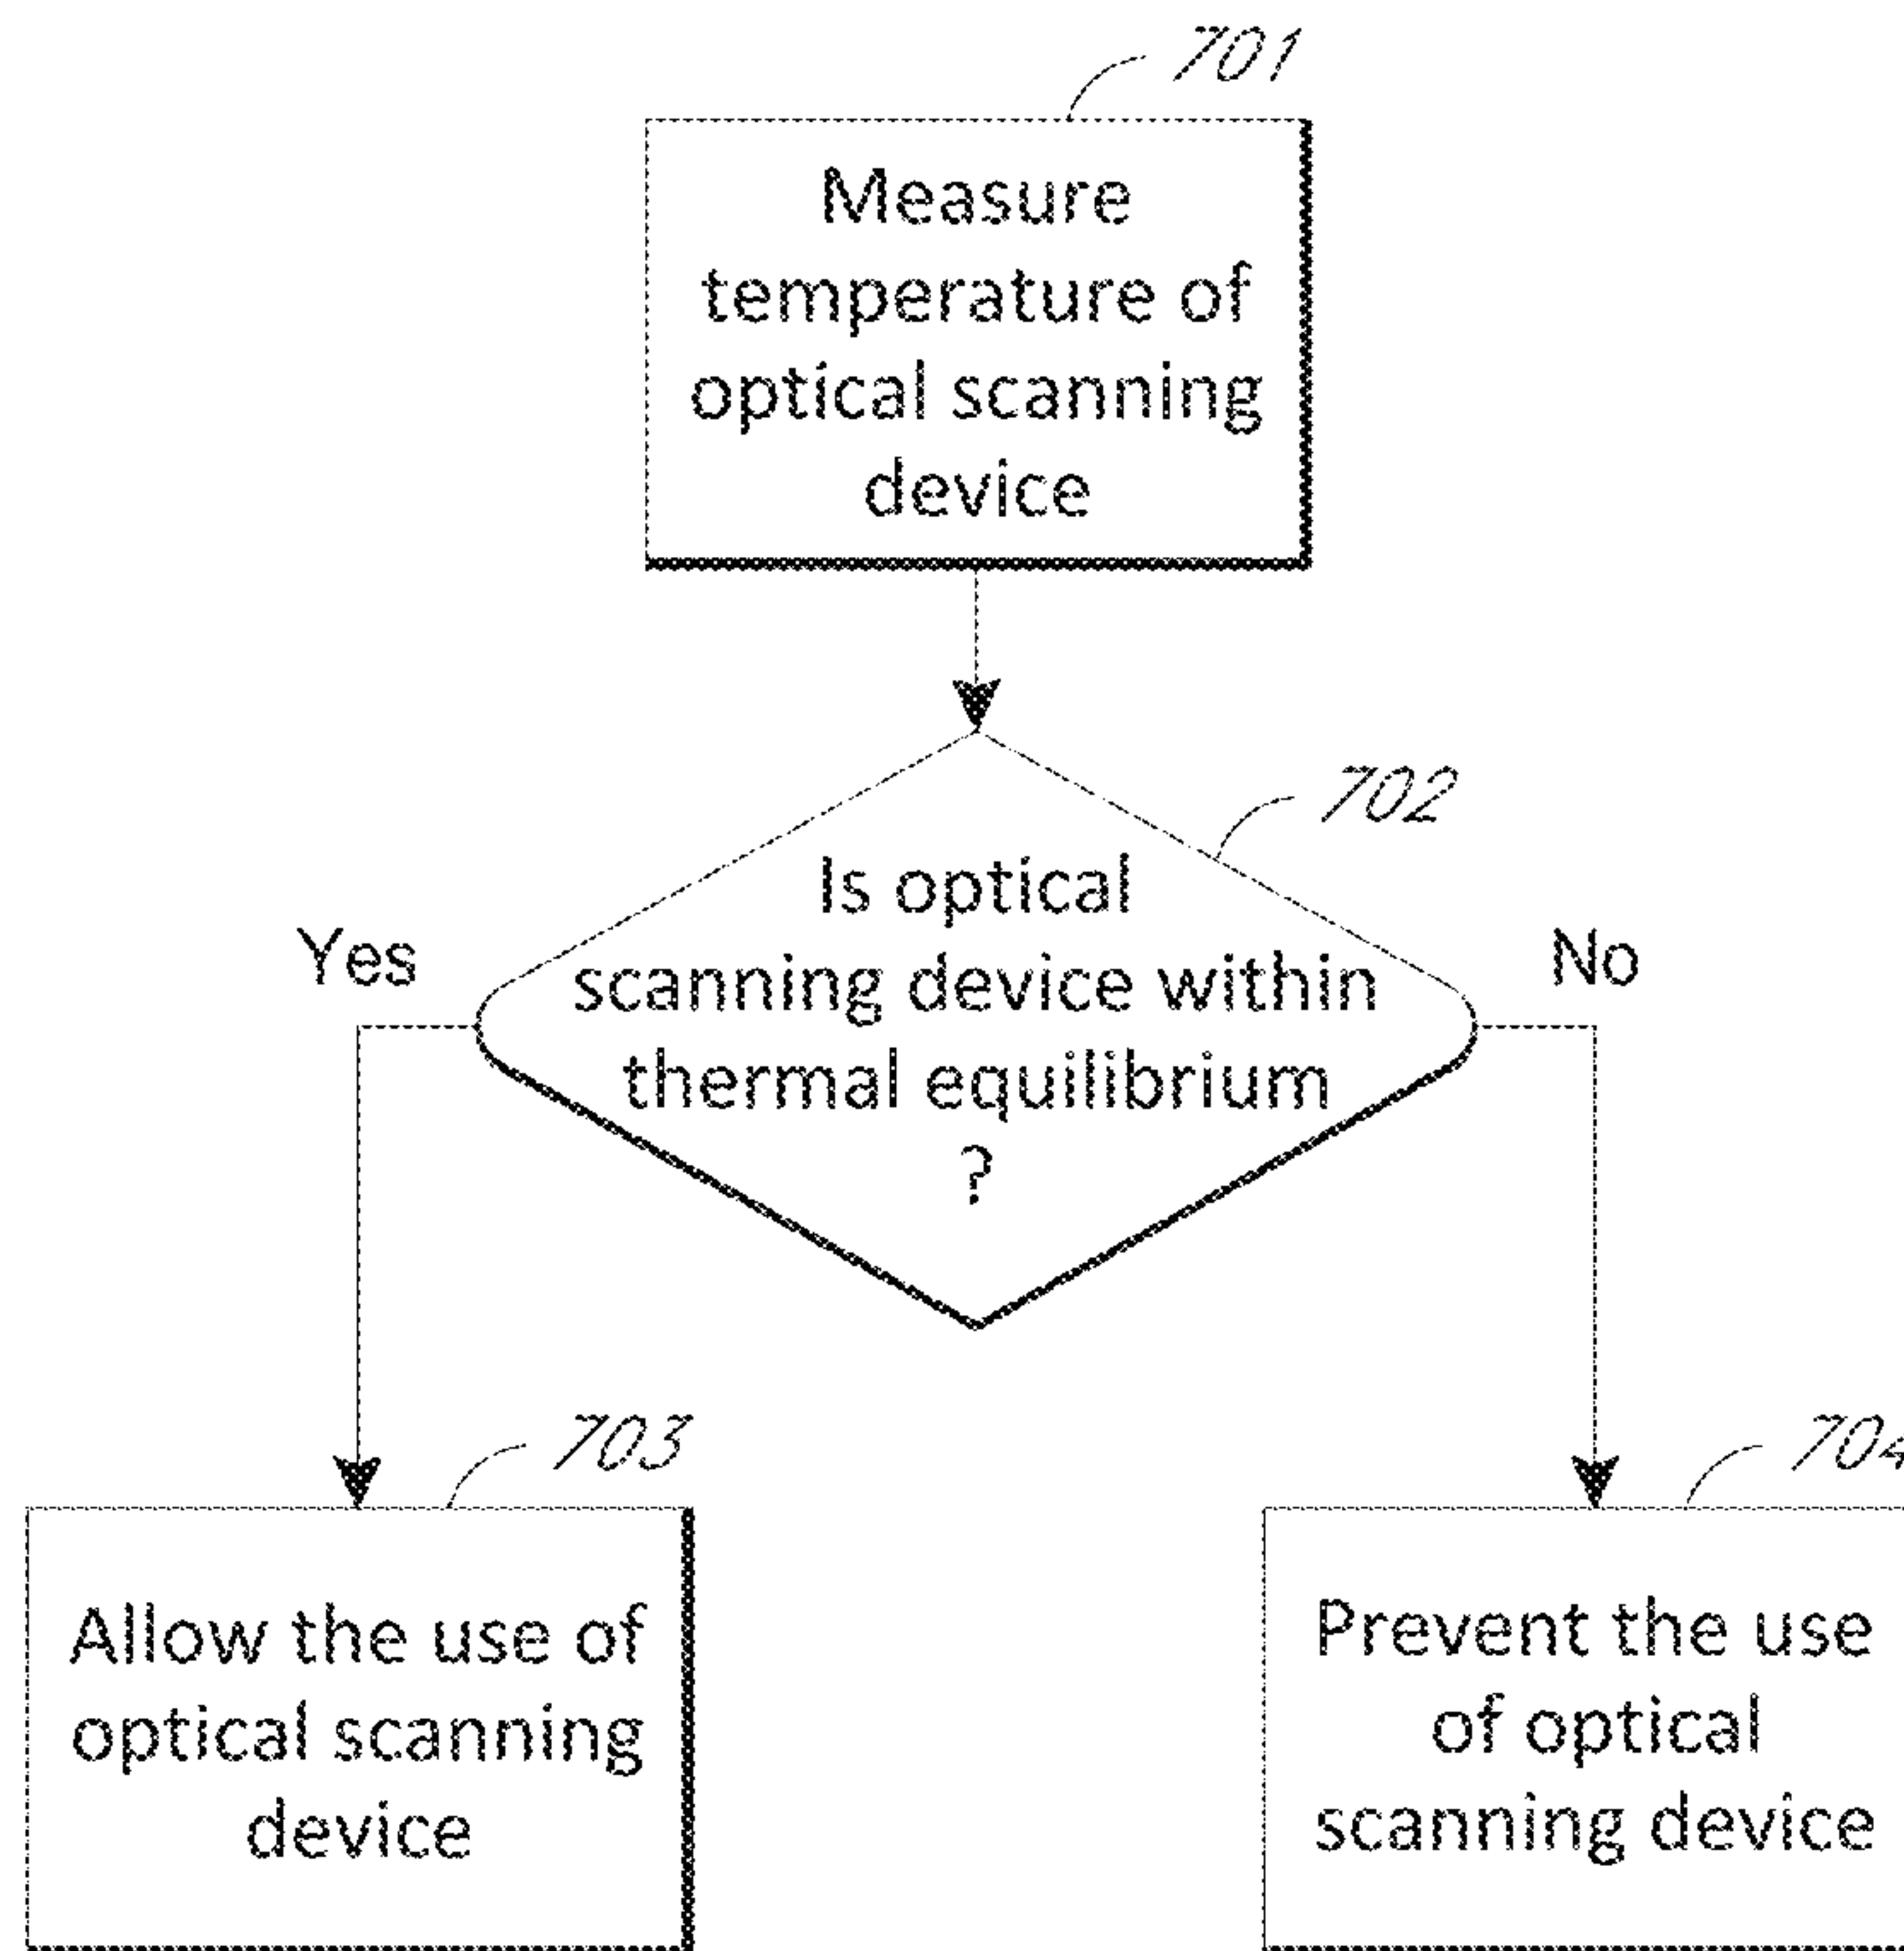 701
Measure
temperature of
optical scanning
device
702
Is optical
scanning device within
thermal equilibrium
?
Yes
No
703
Allow the use of
optical scanning
device
704
Prevent the use
of optical
scanning device